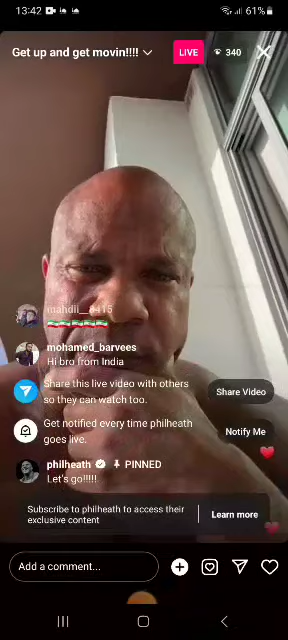 13:42
61%
Get up and get movin!!!!
LIVE
340
mahdii__8415
🇮🇷🇮🇷🇮🇷🇮🇷🇮🇷
mohamed_barvees
Hi bro from India
Share this live video with others
so they can watch too.
Share Video
Get notified every time philheath
goes live.
Notify Me
philheath PINNED
Let's go!!!!!
Subscribe to philheath to access their
exclusive content
Learn more
Add a comment...